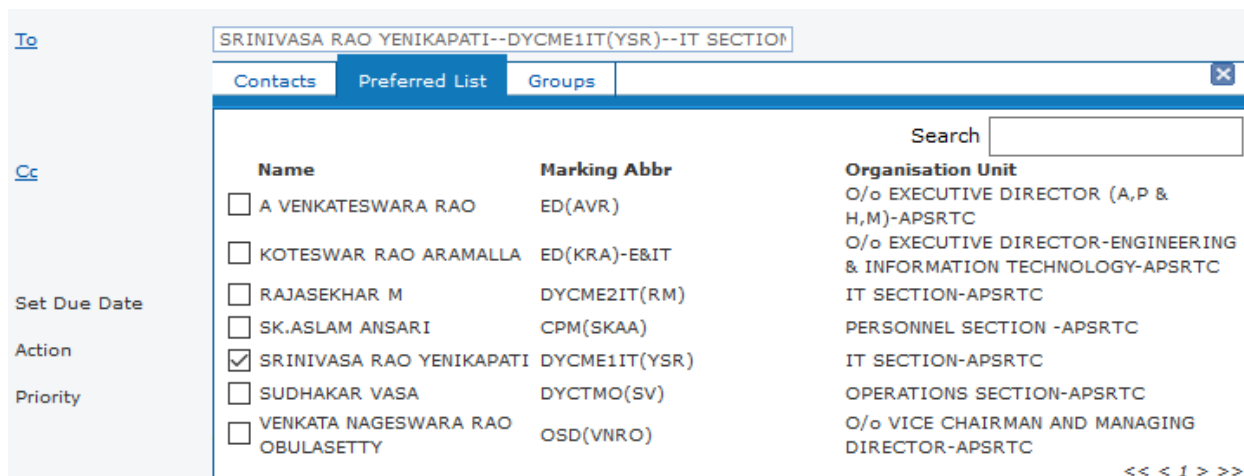 To
SRINIVASA RAO YENIKAPATI--DYCME1IT(YSR)--IT SECTION
Contacts Preferred List Groups
Search
Cc
Name Marking Abbr Organisation Unit
A VENKATESWARA RAO ED(AVR) O/o EXECUTIVE DIRECTOR (A,P &
H,M)-APSRTC
KOTESWAR RAO ARAMALLA ED(KRA)-E&IT O/o EXECUTIVE DIRECTOR-ENGINEERING
& INFORMATION TECHNOLOGY-APSRTC
Set Due Date
RAJASEKHAR M DYCME2IT(RM) IT SECTION-APSRTC
SK.ASLAM ANSARI CPM(SKAA) PERSONNEL SECTION -APSRTC
Action
SRINIVASA RAO YENIKAPATI DYCME1IT(YSR) IT SECTION-APSRTC
Priority
SUDHAKAR VASA DYCTMO(SV) OPERATIONS SECTION-APSRTC
VENKATA NAGESWARA RAO
OBULASETTY OSD(VNRO) O/o VICE CHAIRMAN AND MANAGING
DIRECTOR-APSRTC
<< < 1 > >>